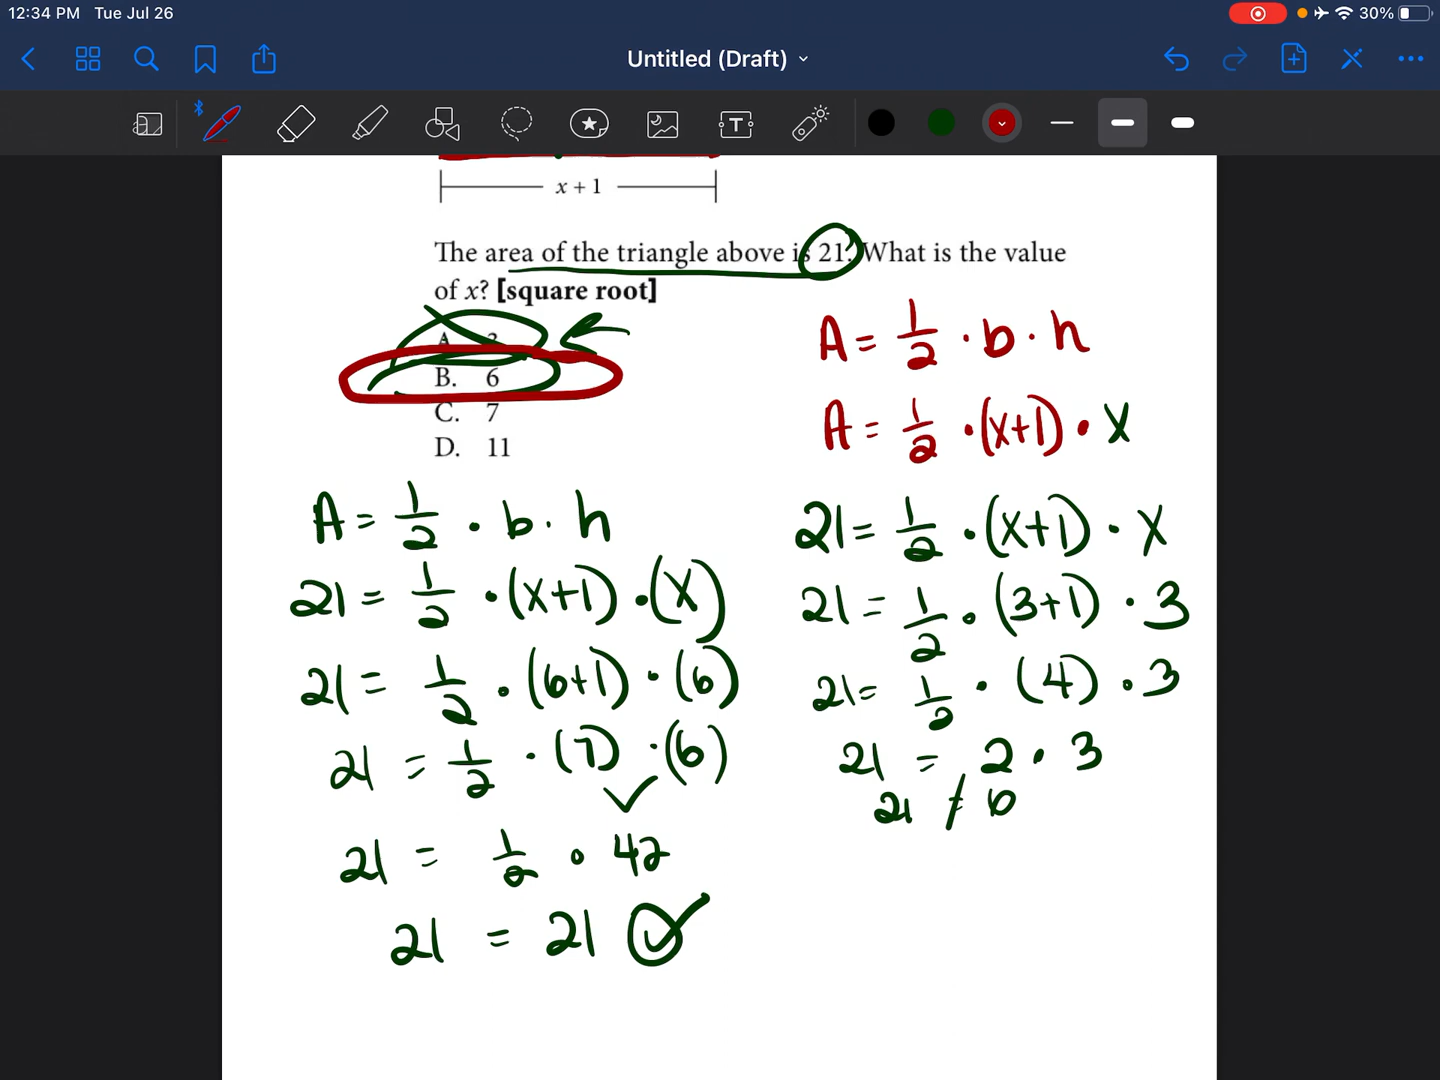 12:34 PM Tue Jul 26
30%
Untitled (Draft)
T
x + 1
The area of the triangle above is 21. What is the value
of x? [square root]
A. 3
B. 6
C. 7
D. 11
A = 1/2 · b · h
A = 1/2 · (x+1) · x
A = 1/2 · b · h
21 = 1/2 · (x+1) · (x)
21 = 1/2 · (6+1) · (6)
21 = 1/2 · (7) · (6)
21 = 1/2 · 42
21 = 21
21 = 1/2 · (x+1) · x
21 = 1/2 · (3+1) · 3
21 = 1/2 · (4) · 3
21 = 2 · 3
21 ≠ 6